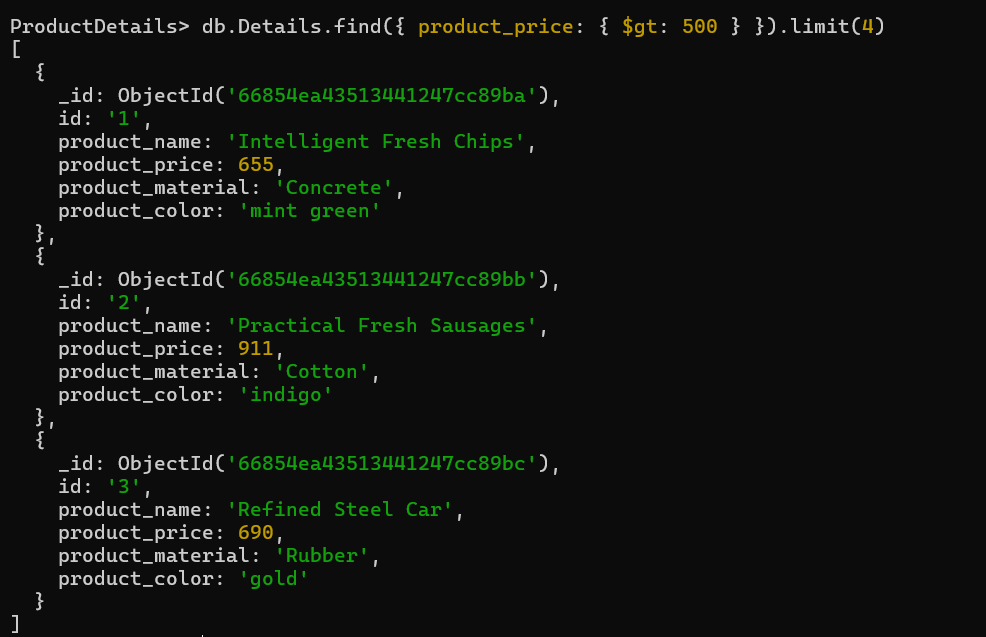 ProductDetails> db.Details.find({ product_price: { $gt: 500 } }).limit(4)
[
  {
    _id: ObjectId('66854ea43513441247cc89ba'),
    id: '1',
    product_name: 'Intelligent Fresh Chips',
    product_price: 655,
    product_material: 'Concrete',
    product_color: 'mint green'
  },
  {
    _id: ObjectId('66854ea43513441247cc89bb'),
    id: '2',
    product_name: 'Practical Fresh Sausages',
    product_price: 911,
    product_material: 'Cotton',
    product_color: 'indigo'
  },
  {
    _id: ObjectId('66854ea43513441247cc89bc'),
    id: '3',
    product_name: 'Refined Steel Car',
    product_price: 690,
    product_material: 'Rubber',
    product_color: 'gold'
  }
]